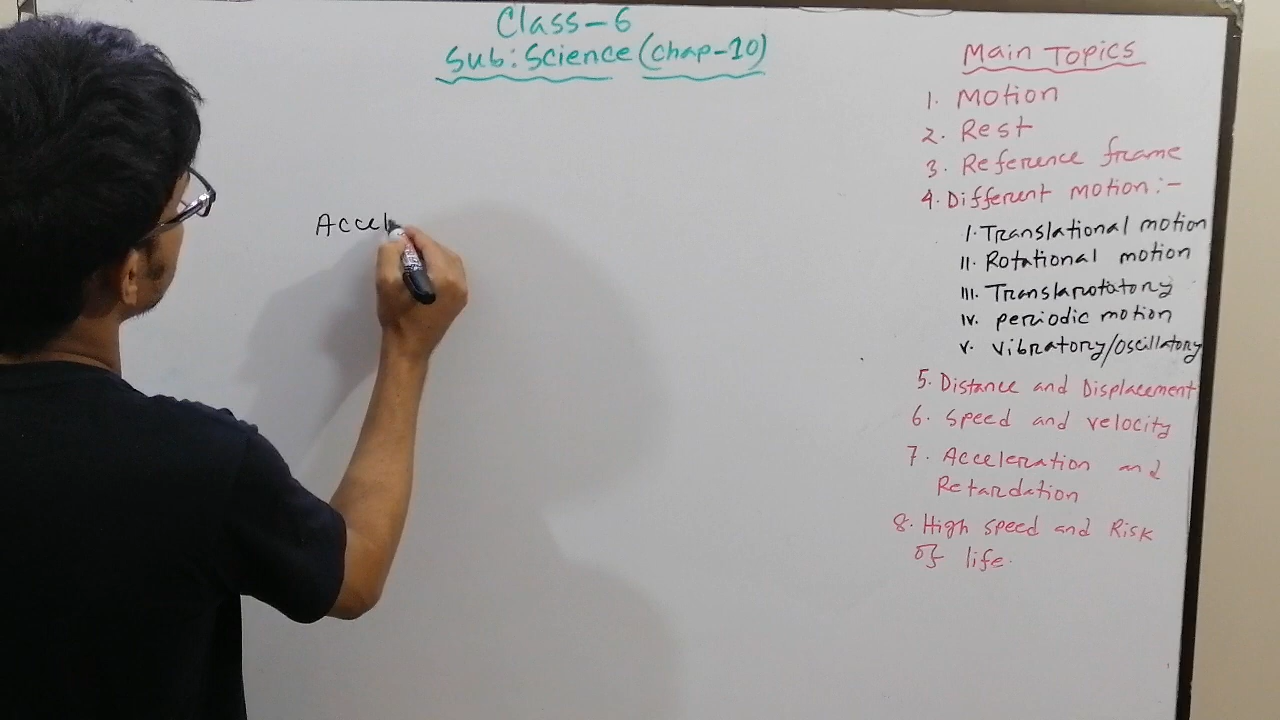 Class-6
Sub: Science (chap-10)
Accel
Main Topics
1. Motion
2. Rest
3. Reference frame
4. Different motion:-
I. Translational motion
II. Rotational motion
III. Translarotatory
IV. periodic motion
V. vibratory/oscillatory
5. Distance and Displacement
6. Speed and velocity
7. Acceleration and
Retardation
8. High speed and Risk
of life.